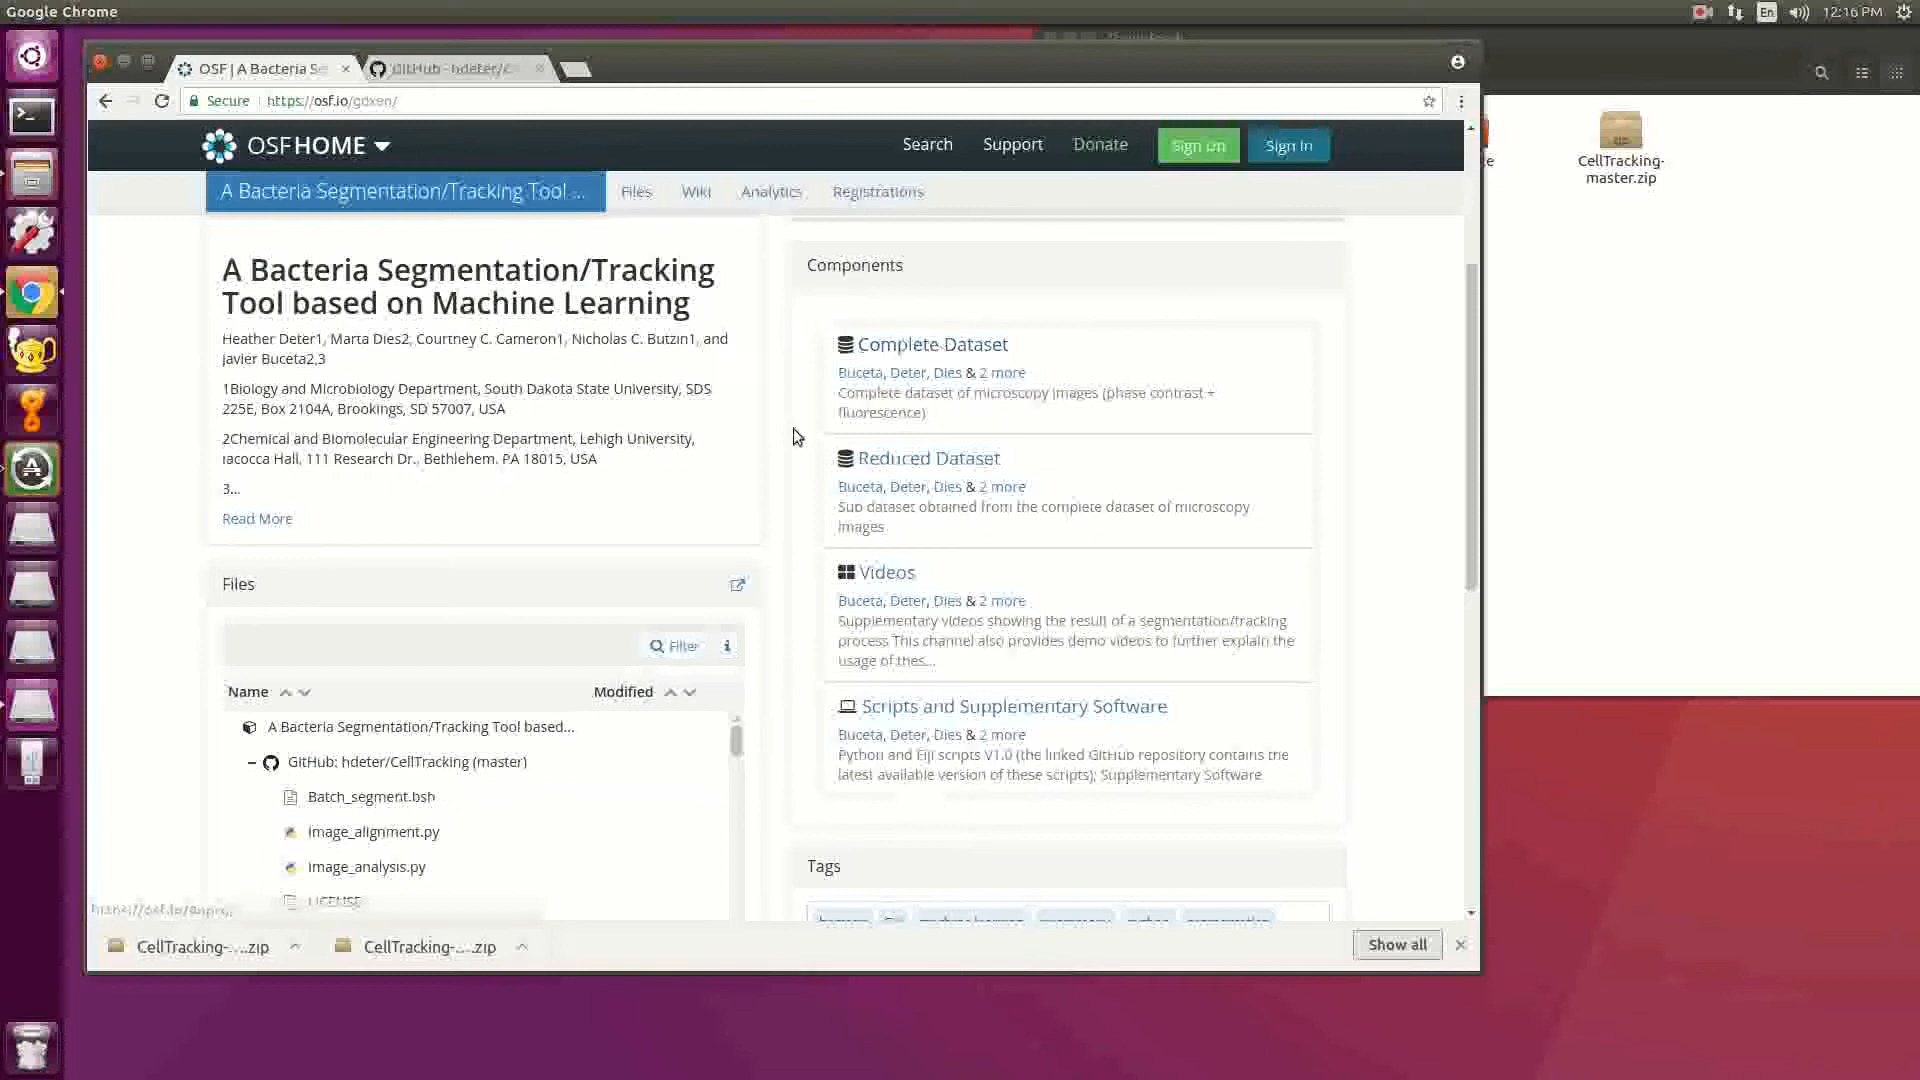 Google Chrome
En
12:16 PM
OSF | A Bacteria Se
GitHub - hdeter/C
Secure
https://osf.io/gdxen/
OSFHOME
Search
Support
Donate
Sign Up
Sign In
A Bacteria Segmentation/Tracking Tool ...
Files
Wiki
Analytics
Registrations
A Bacteria Segmentation/Tracking
Tool based on Machine Learning
Heather Deter1, Marta Dies2, Courtney C. Cameron1, Nicholas C. Butzin1, and
Javier Buceta2,3
1Biology and Microbiology Department, South Dakota State University, SDS
225E, Box 2104A, Brookings, SD 57007, USA
2Chemical and Biomolecular Engineering Department, Lehigh University,
Iacocca Hall, 111 Research Dr., Bethlehem. PA 18015, USA
3...
Read More
Files
Filter
Name
Modified
A Bacteria Segmentation/Tracking Tool based...
GitHub: hdeter/CellTracking (master)
Batch_segment.bsh
image_alignment.py
image_analysis.py
LICENSE
Components
Complete Dataset
Buceta, Deter, Dies & 2 more
Complete dataset of microscopy images (phase contrast +
fluorescence)
Reduced Dataset
Buceta, Deter, Dies & 2 more
Sub dataset obtained from the complete dataset of microscopy
images
Videos
Buceta, Deter, Dies & 2 more
Supplementary videos showing the result of a segmentation/tracking
process This channel also provides demo videos to further explain the
usage of thes...
Scripts and Supplementary Software
Buceta, Deter, Dies & 2 more
Python and Fiji scripts V1.0 (the linked GitHub repository contains the
latest available version of these scripts); Supplementary Software
Tags
CellTracking-....zip
CellTracking-....zip
Show all
CellTracking-
master.zip